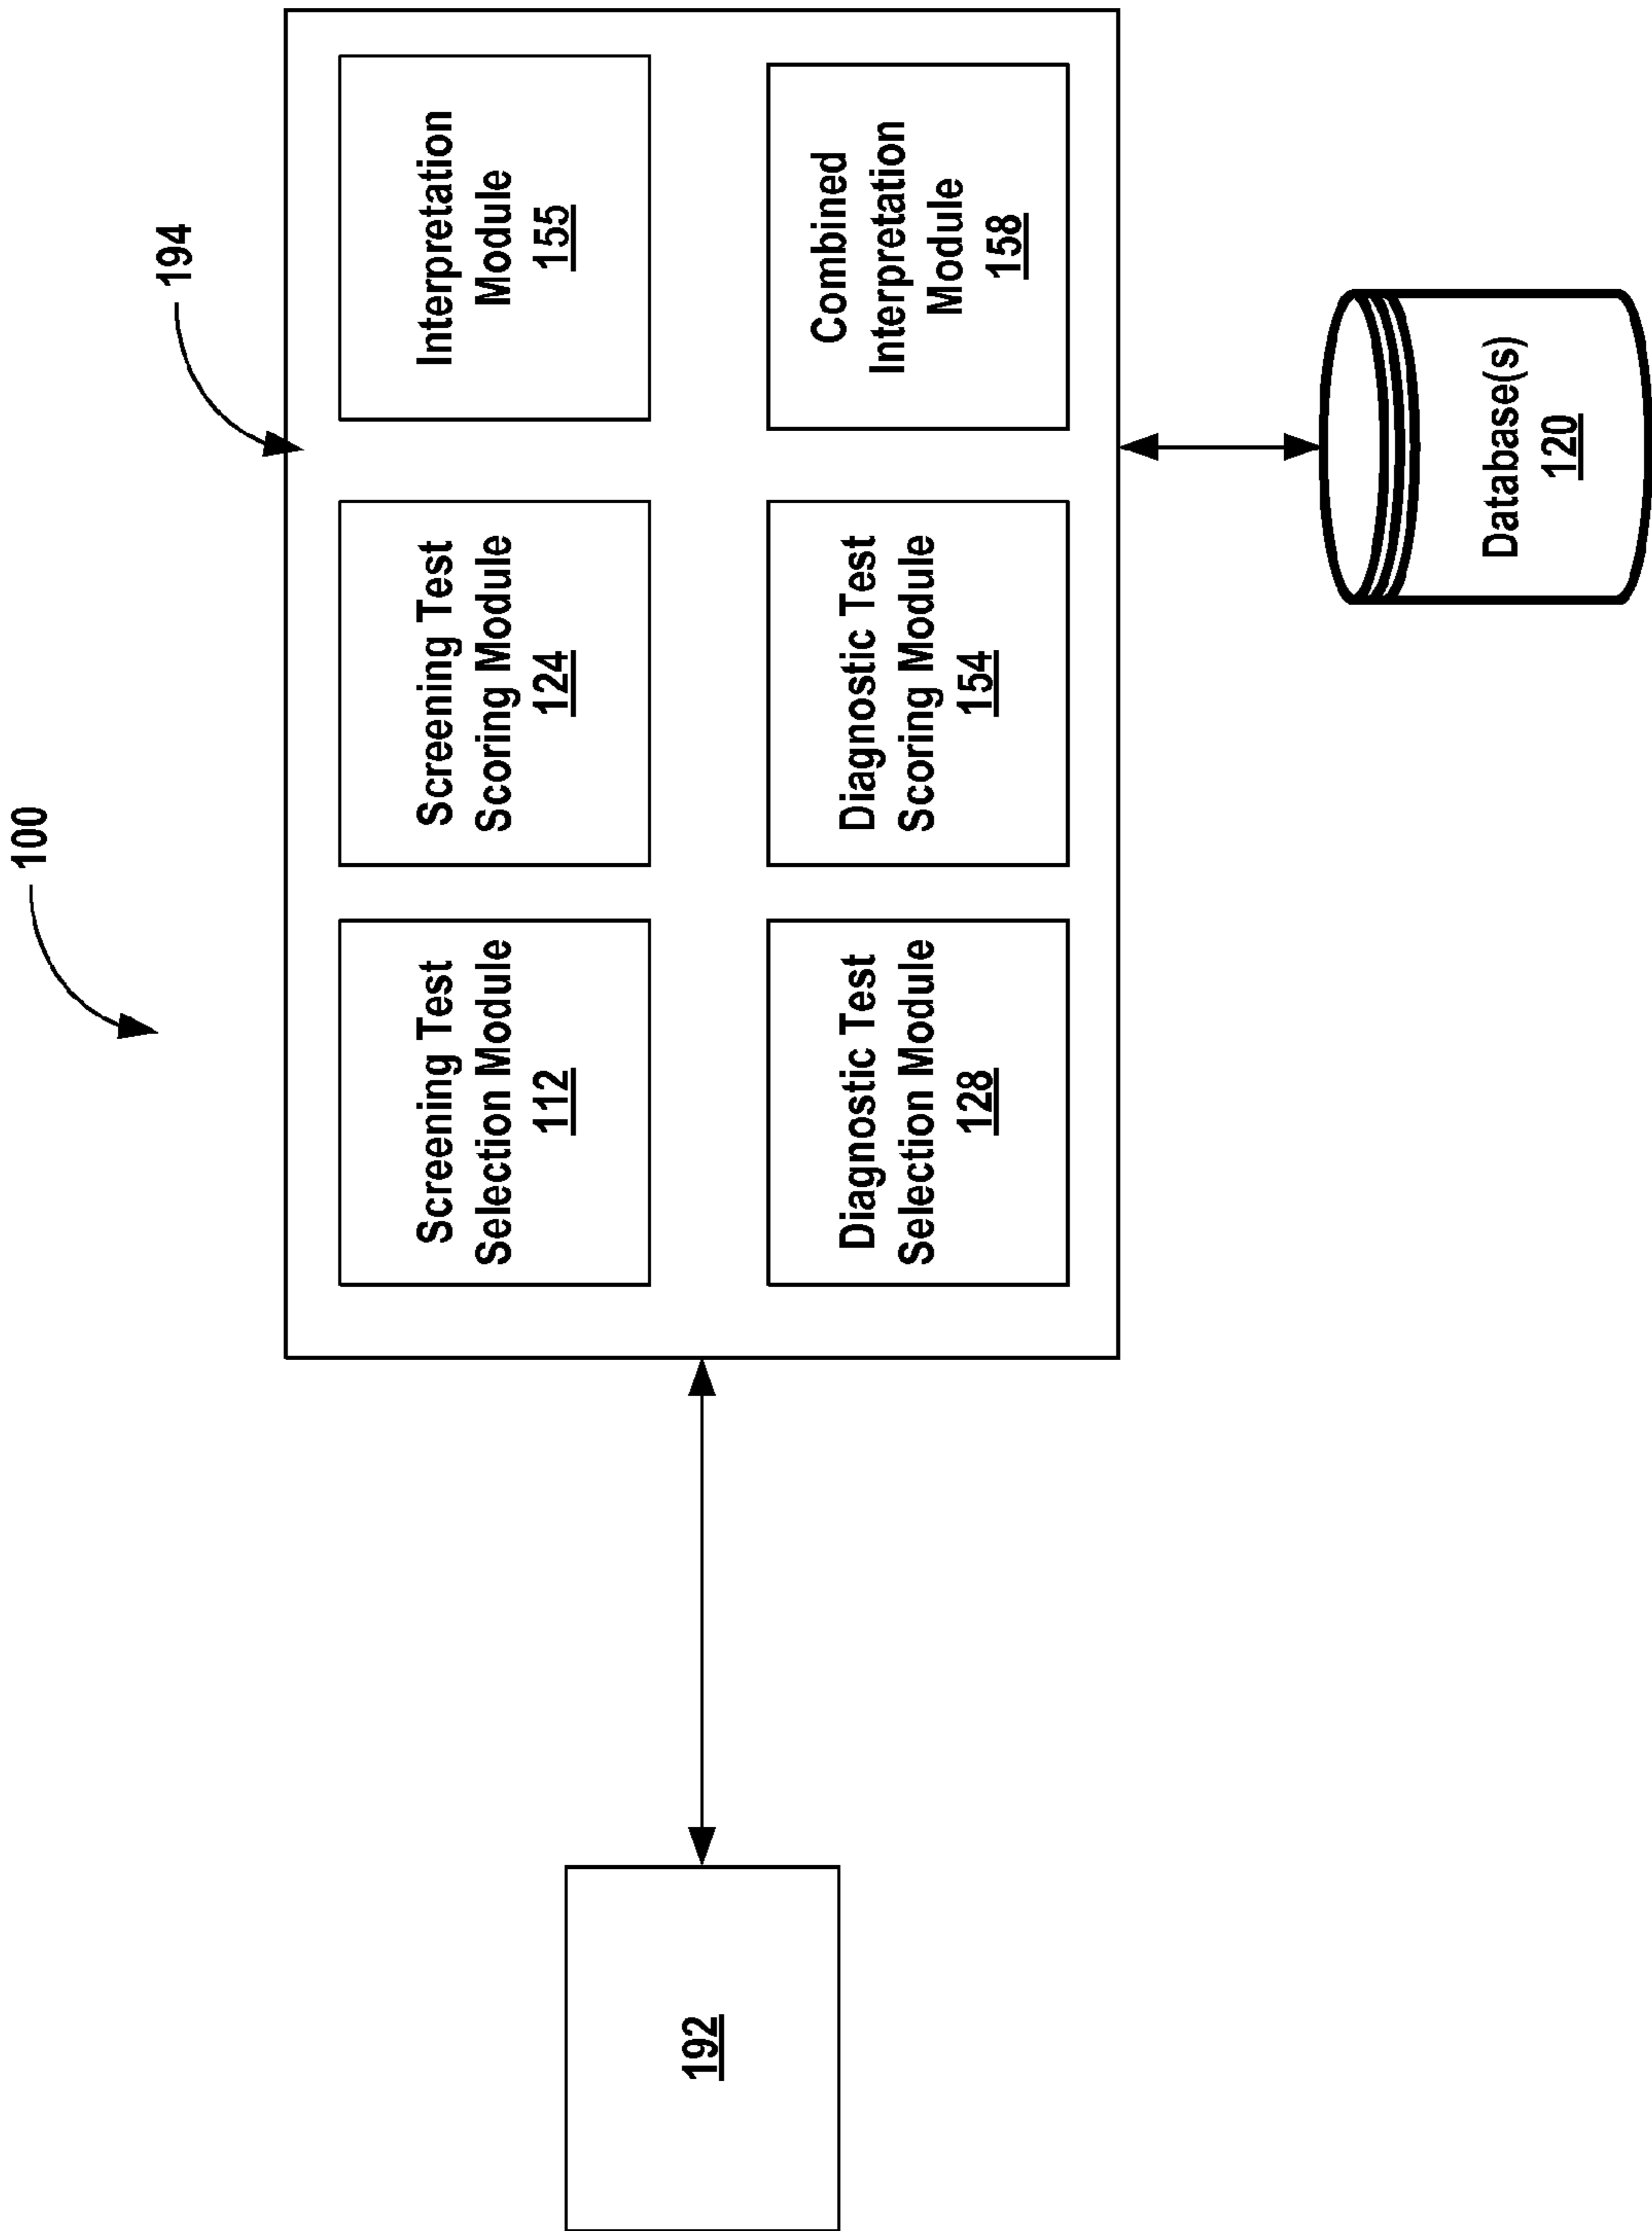 100
194
Screening Test
Selection Module
112
Screening Test
Scoring Module
124
Interpretation
Module
155
Diagnostic Test
Selection Module
128
Diagnostic Test
Scoring Module
154
Combined
Interpretation
Module
158
192
Database(s)
120